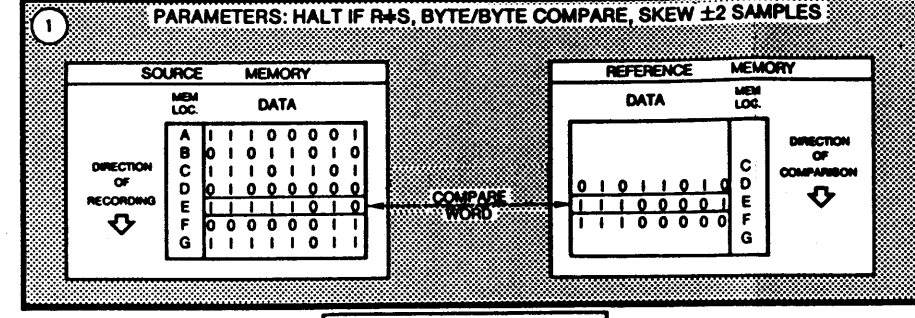 1
PARAMETERS: HALT IF R≠S, BYTE/BYTE COMPARE, SKEW ±2 SAMPLES
SOURCE MEMORY
MEM
LOC.
DATA
DIRECTION
OF
RECORDING
A 1 1 1 0 0 0 0 1
B 0 1 0 1 1 0 1 0
C 1 1 1 0 1 1 0 1
D 0 1 0 0 0 0 0 0
E 1 1 1 1 1 0 1 0
F 0 0 0 0 0 0 1 1
G 1 1 1 1 1 0 1 1
COMPARE
WORD
REFERENCE MEMORY
DATA
MEM
LOC.
C
0 1 0 1 1 0 1 0 D
1 1 1 0 0 0 0 1 E
1 1 1 0 0 0 0 0 F
G
DIRECTION
OF
COMPARISON